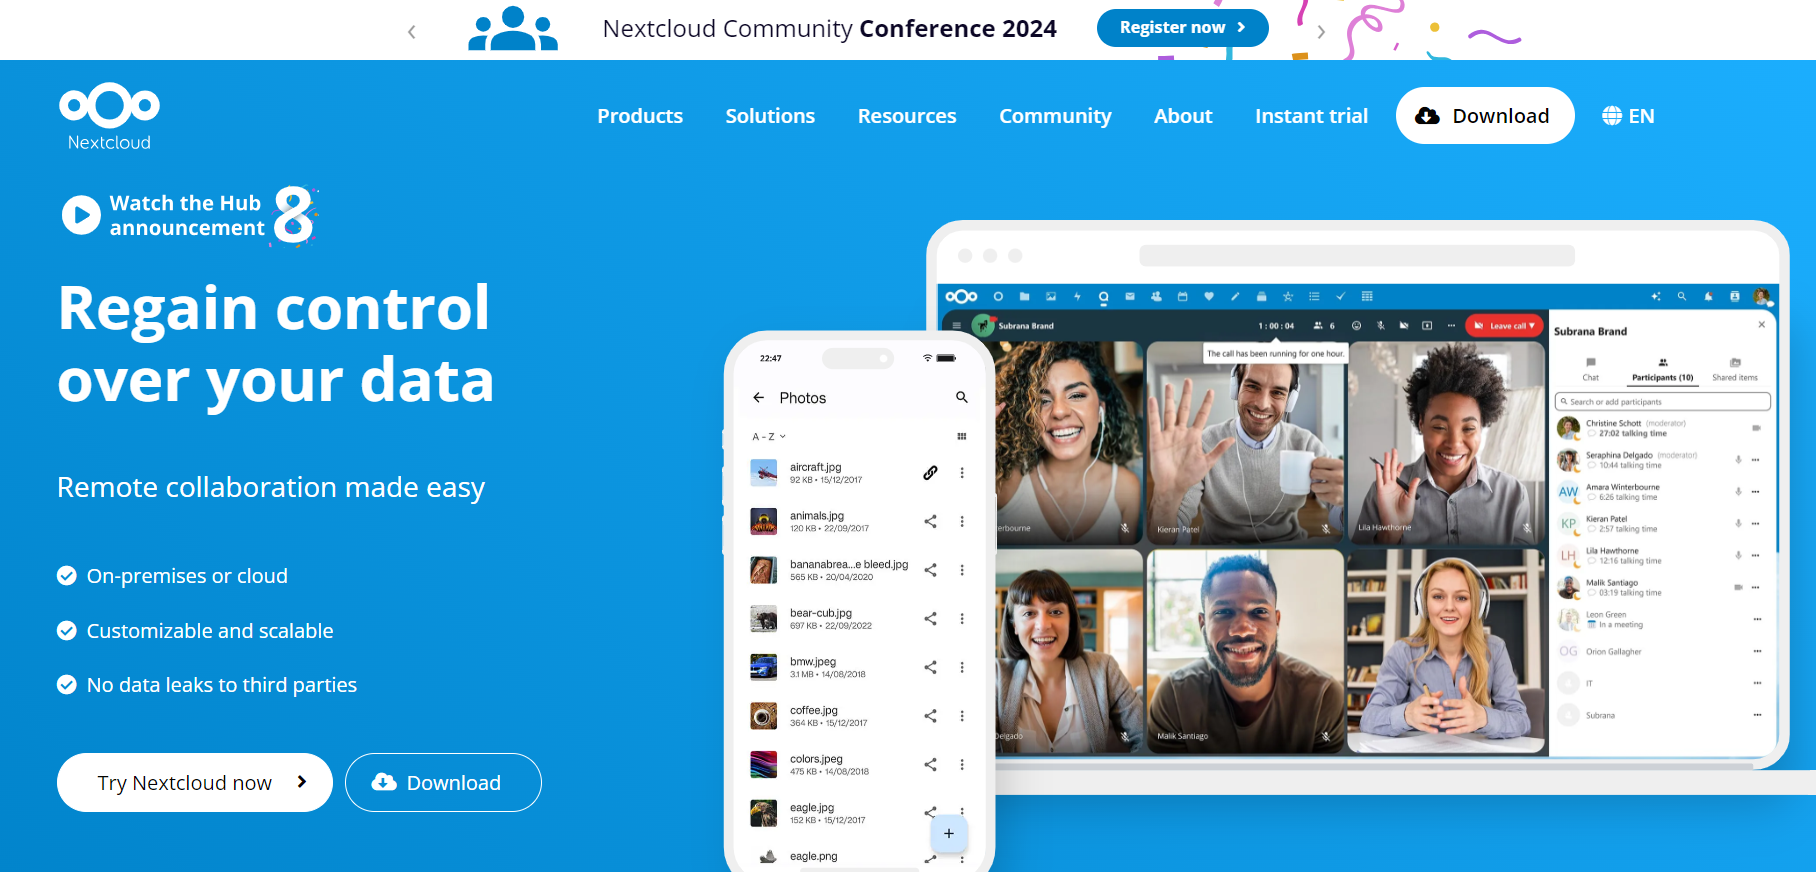 Nextcloud Community Conference 2024
Register now
Nextcloud
Products
Solutions
Resources
Community
About
Instant trial
Download
EN
Watch the Hub
announcement
8
Regain control
over your data
Remote collaboration made easy
On-premises or cloud
Customizable and scalable
No data leaks to third parties
Try Nextcloud now
Download
22:47
Photos
A – Z
aircraft.jpg
92 KB • 15/12/2017
animals.jpg
120 KB • 22/09/2017
bananabrea...e bleed.jpg
565 KB • 20/04/2020
bear-cub.jpg
697 KB • 22/09/2022
bmw.jpeg
3.1 MB • 14/08/2018
coffee.jpg
364 KB • 15/12/2017
colors.jpeg
475 KB • 14/08/2018
eagle.jpg
152 KB • 15/12/2017
eagle.png
Subrana Brand
1 : 00 : 04
6
Leave call
The call has been running for one hour.
erbourne
Kieran Patel
Lila Hawthorne
Delgado
Malik Santiago
Subrana Brand
Chat
Participants (10)
Shared items
Search or add participants
Christine Schott (moderator)
27:02 talking time
Seraphina Delgado (moderator)
10:44 talking time
AW
Amara Winterbourne
6:26 talking time
KP
Kieran Patel
2:57 talking time
LH
Lila Hawthorne
12:16 talking time
Malik Santiago
03:19 talking time
Leon Green
In a meeting
OG
Orion Gallagher
IT
Subrana